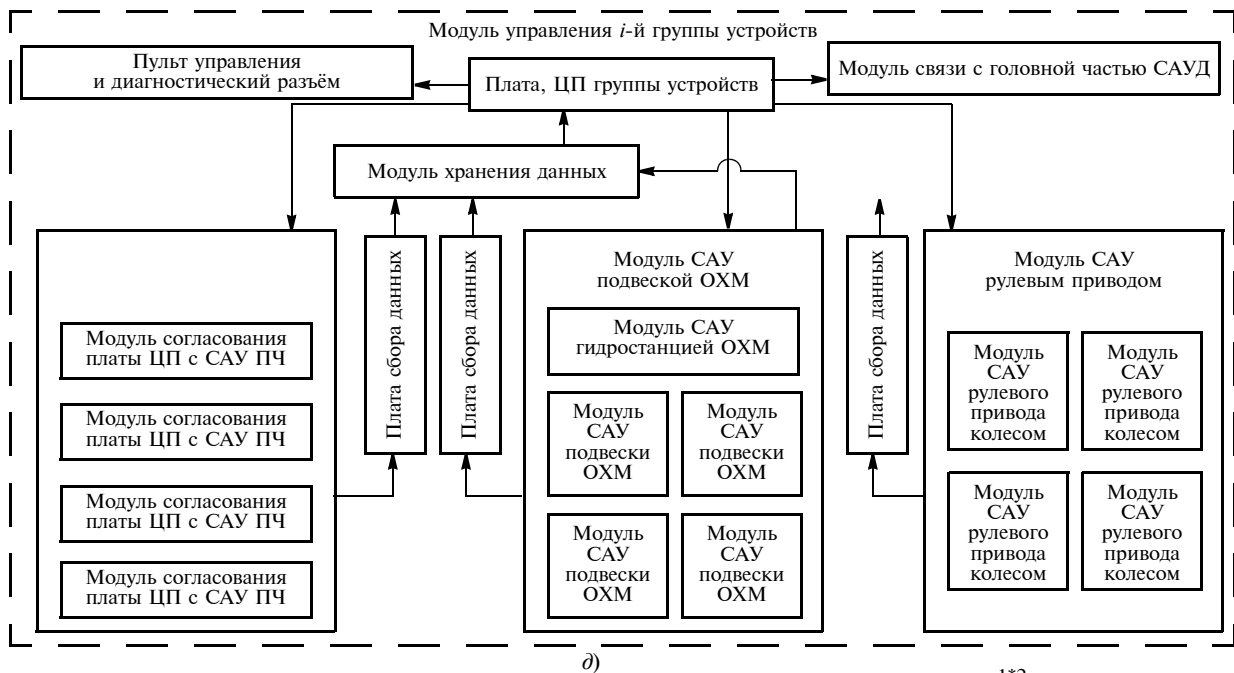 Модуль управления i-й группы устройств
Пульт управления
и диагностический разъём
Плата, ЦП группы устройств
Модуль связи с головной частью САУД
Модуль хранения данных
Модуль согласования
платы ЦП с САУ ПЧ
Модуль согласования
платы ЦП с САУ ПЧ
Модуль согласования
платы ЦП с САУ ПЧ
Модуль согласования
платы ЦП с САУ ПЧ
Плата сбора данных
Плата сбора данных
Модуль САУ
подвеской ОХМ
Модуль САУ
гидростанцией ОХМ
Модуль
САУ
подвески
ОХМ
Модуль
САУ
подвески
ОХМ
Модуль
САУ
подвески
ОХМ
Модуль
САУ
подвески
ОХМ
Плата сбора данных
Модуль САУ
рулевым приводом
Модуль
САУ
рулевого
привода
колесом
Модуль
САУ
рулевого
привода
колесом
Модуль
САУ
рулевого
привода
колесом
Модуль
САУ
рулевого
привода
колесом
д)